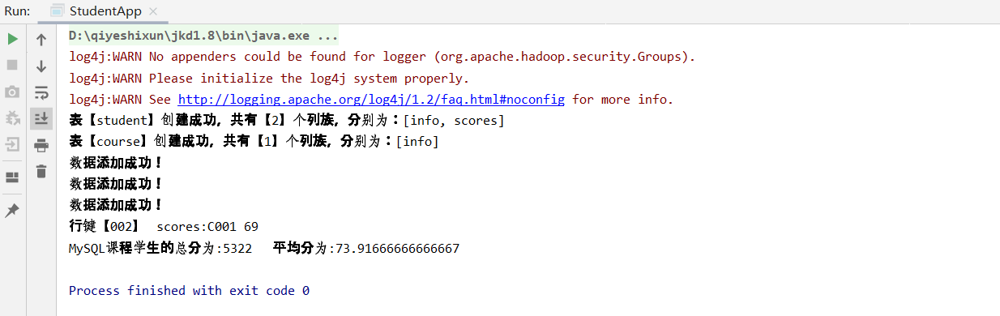 Run: StudentApp
D:\qiyeshixun\jkd1.8\bin\java.exe ...
log4j:WARN No appenders could be found for logger (org.apache.hadoop.security.Groups).
log4j:WARN Please initialize the log4j system properly.
log4j:WARN See http://logging.apache.org/log4j/1.2/faq.html#noconfig for more info.
表【student】创建成功，共有【2】个列族，分别为：[info, scores]
表【course】创建成功，共有【1】个列族，分别为：[info]
数据添加成功！
数据添加成功！
数据添加成功！
行键【002】 scores:C001 69
MySQL课程学生的总分为:5322 平均分为:73.91666666666667
Process finished with exit code 0